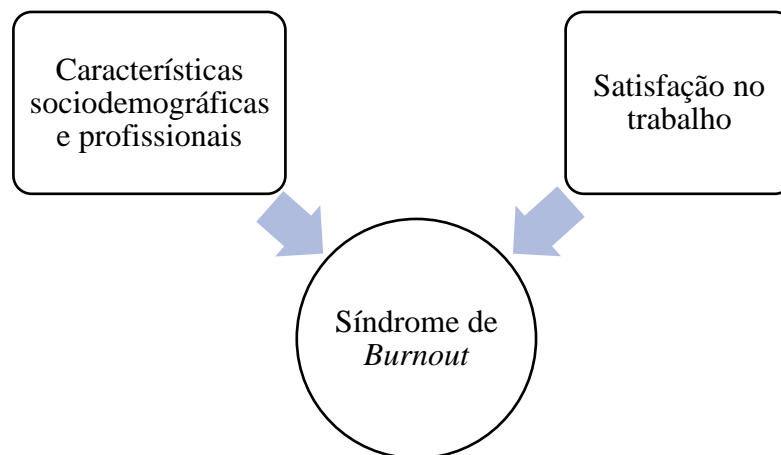 Características
sociodemográficas
e profissionais
Satisfação no
trabalho
Síndrome de
Burnout